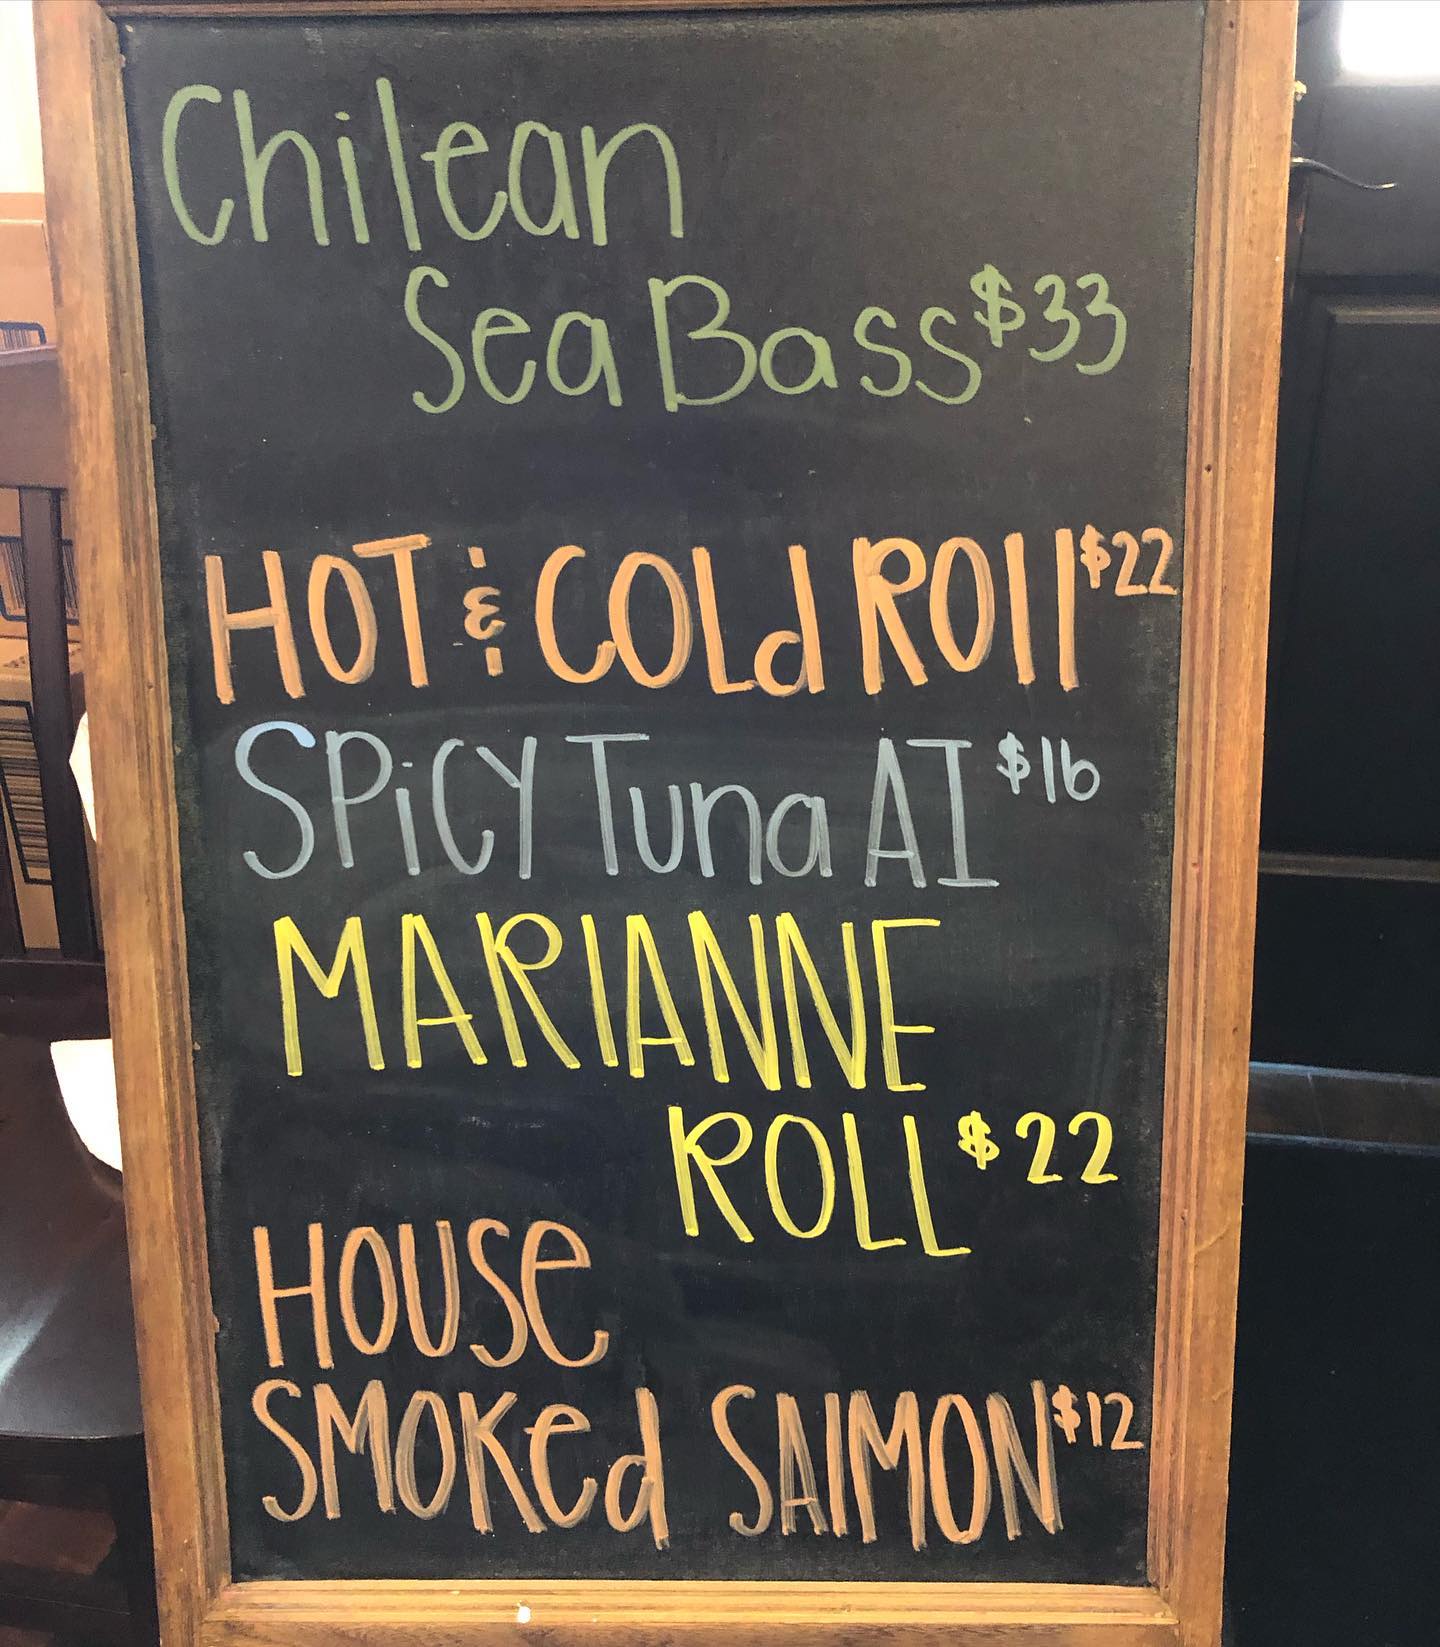 Chilean
Sea Bass $33
HOT & COLd ROll $22
SPiCY Tuna AI $16
MARIANNE
ROLL $22
HOUSe
SMOKed SAlMON $12